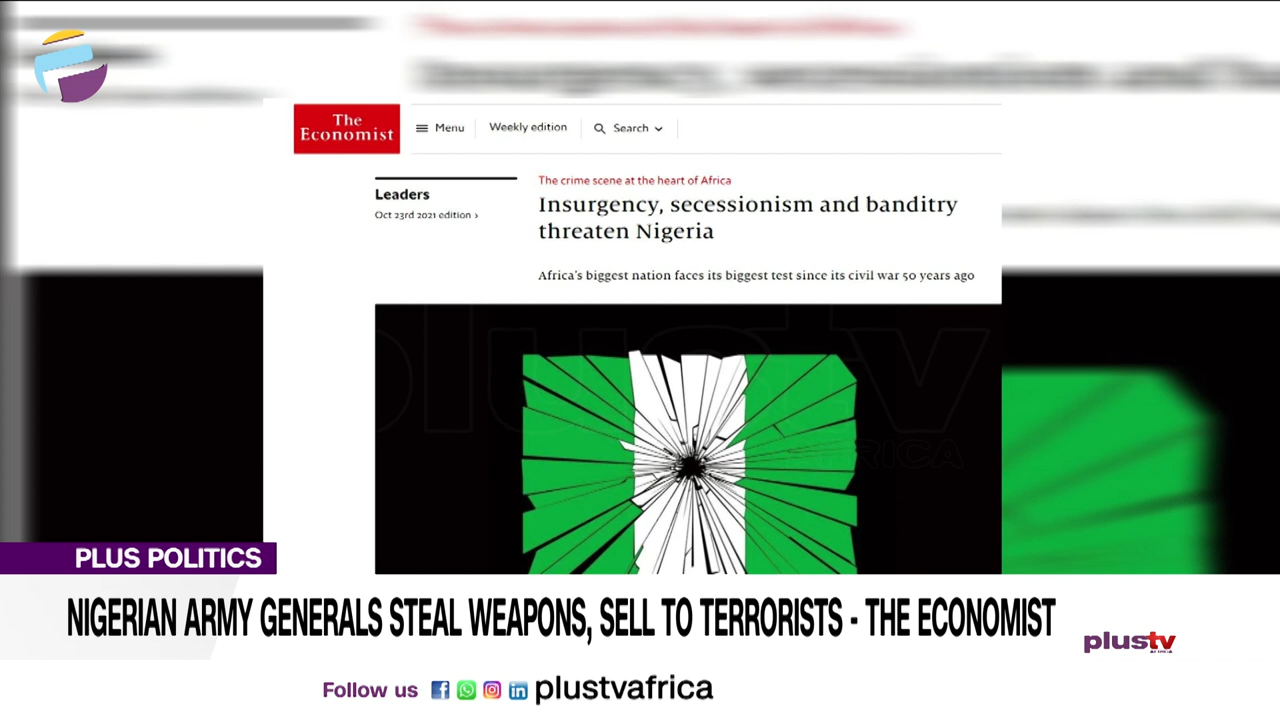 The
Economist
Menu
Weekly edition
Search
The crime scene at the heart of Africa
Leaders
Insurgency, secessionism and banditry
Oct 23rd 2021 edition ›
threaten Nigeria
Africa's biggest nation faces its biggest test since its civil war 50 years ago
plustv
AFRICA
PLUS POLITICS
NIGERIAN ARMY GENERALS STEAL WEAPONS, SELL TO TERRORISTS - THE ECONOMIST
plustv
Follow us
plustvafrica